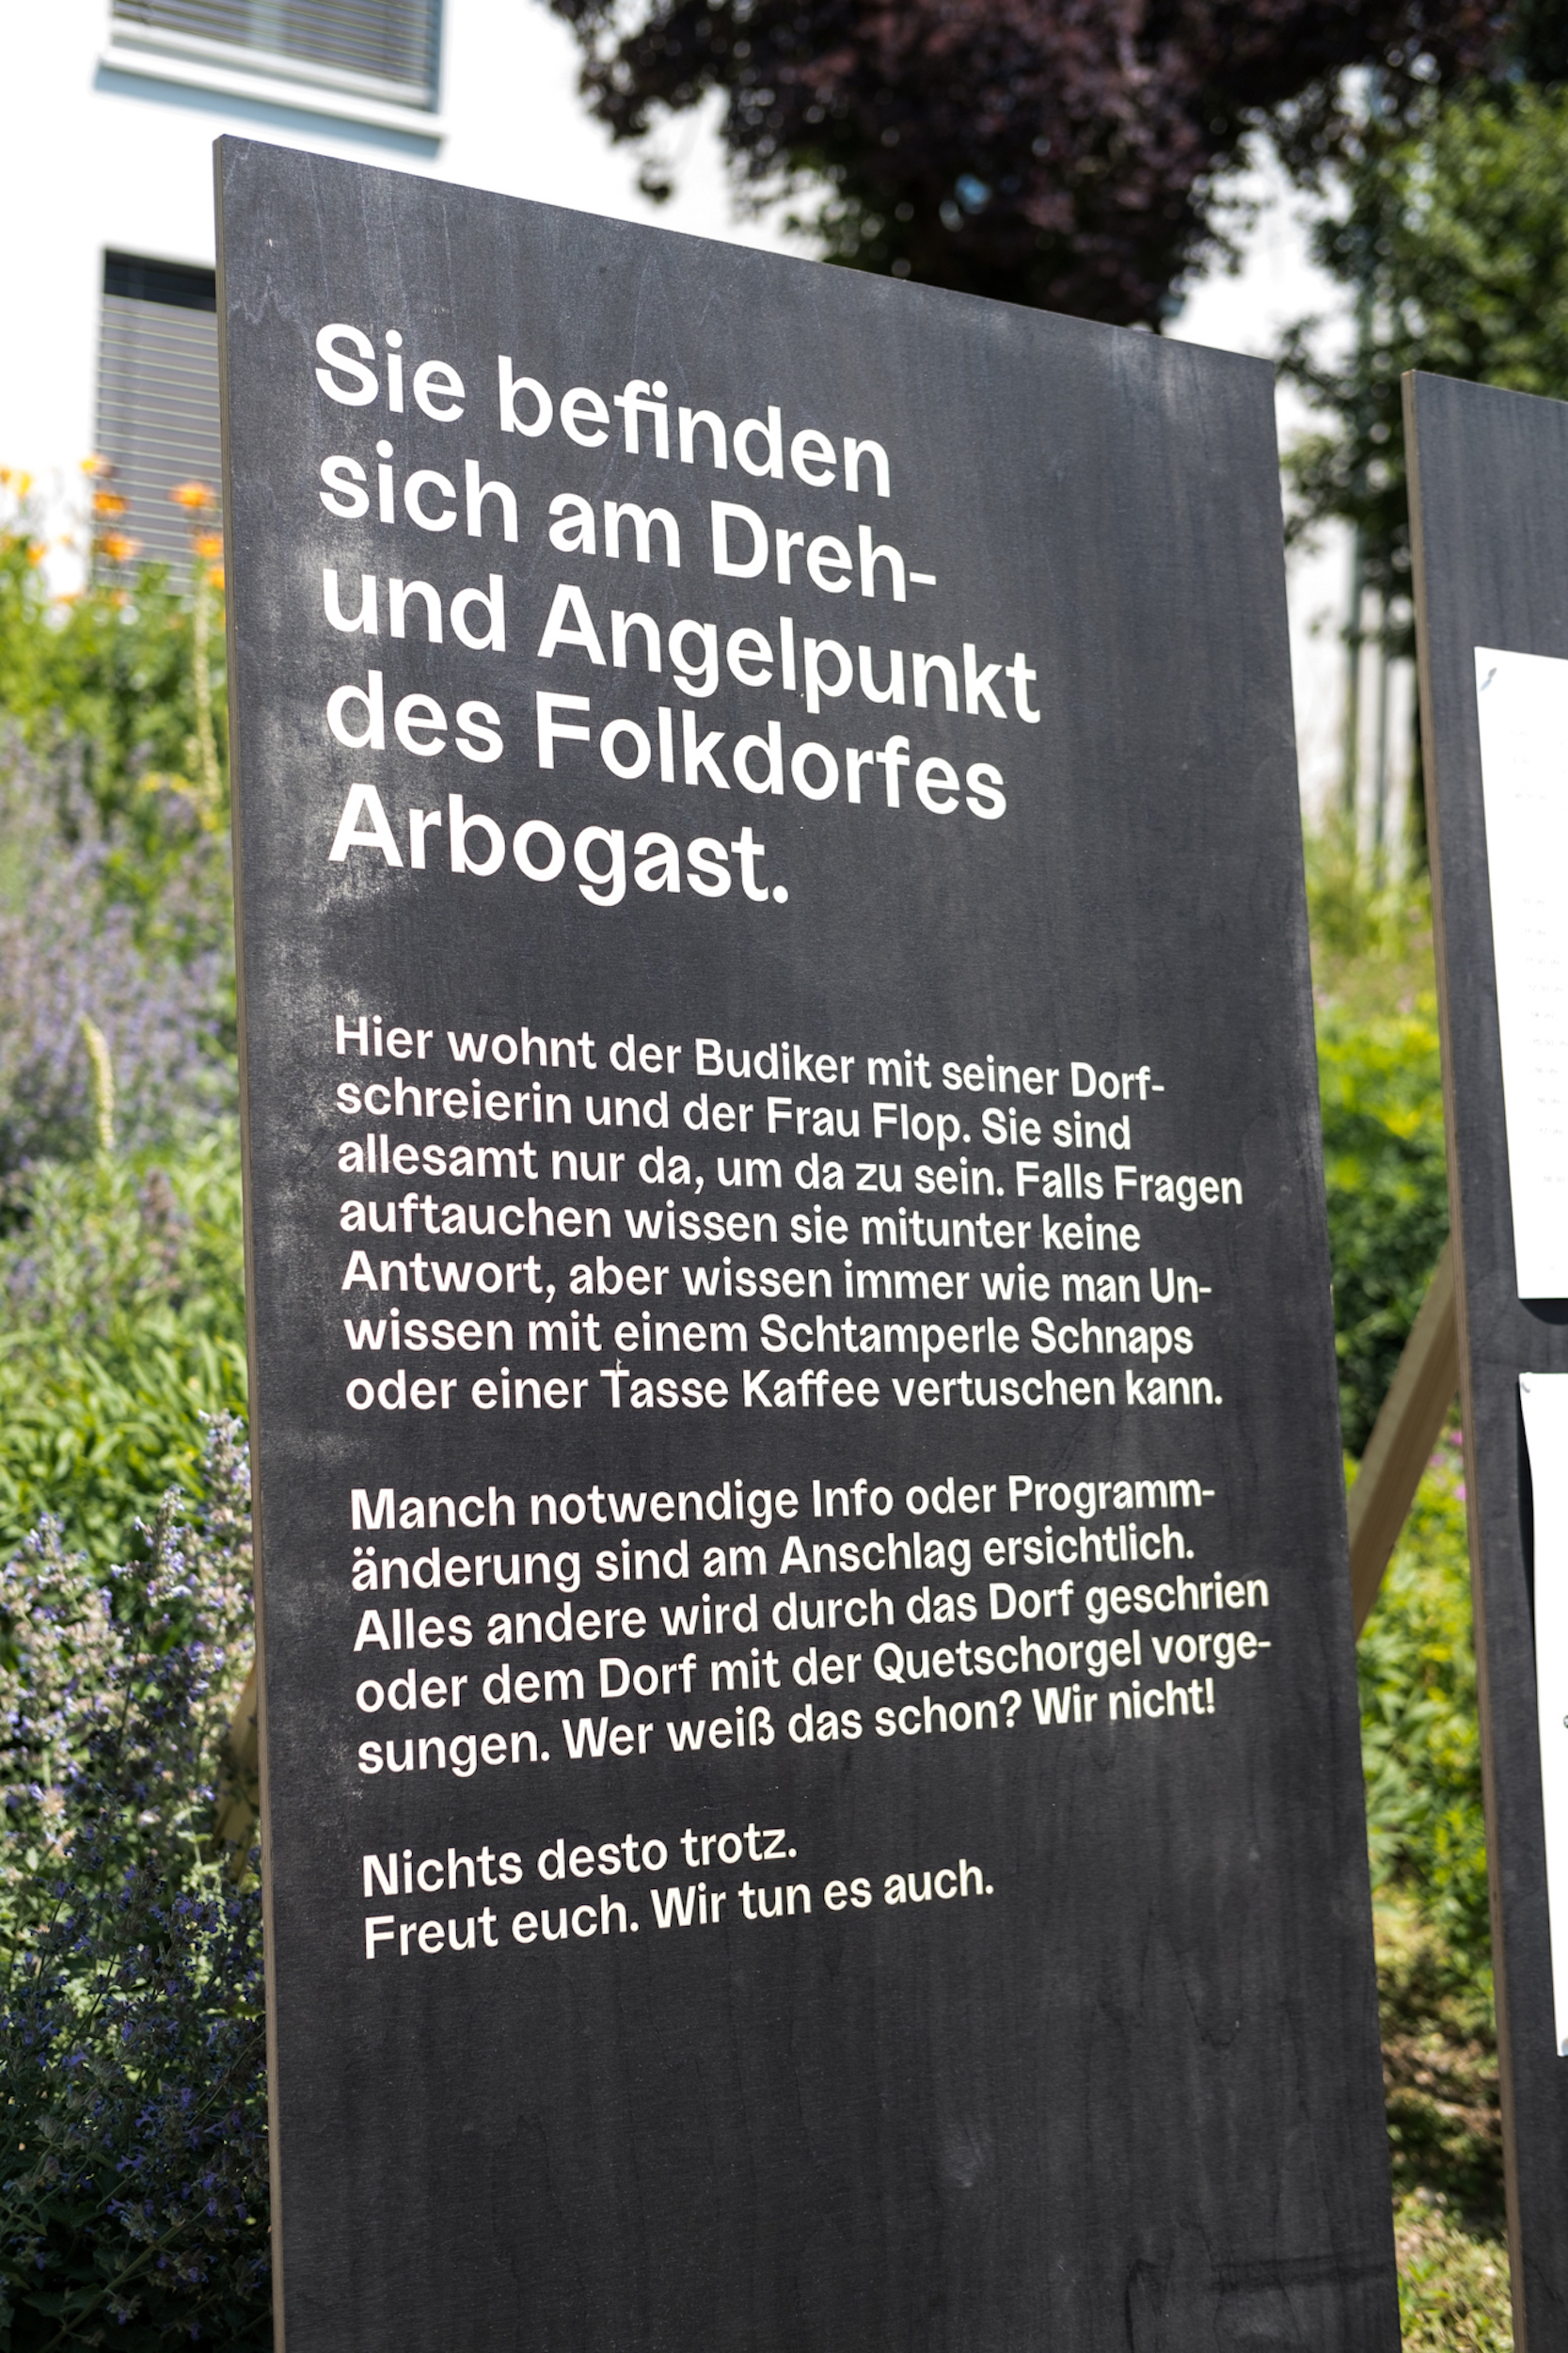 Sie befinden
sich am Dreh-
und Angelpunkt
des Folkdorfes
Arbogast.
Hier wohnt der Budiker mit seiner Dorf-
schreierin und der Frau Flop. Sie sind
allesamt nur da, um da zu sein. Falls Fragen
auftauchen wissen sie mitunter keine
Antwort, aber wissen immer wie man Un-
wissen mit einem Schtamperle Schnaps
oder einer Tasse Kaffee vertuschen kann.
Manch notwendige Info oder Programm-
änderung sind am Anschlag ersichtlich.
Alles andere wird durch das Dorf geschrien
oder dem Dorf mit der Quetschorgel vorge-
sungen. Wer weiß das schon? Wir nicht!
Nichts desto trotz.
Freut euch. Wir tun es auch.